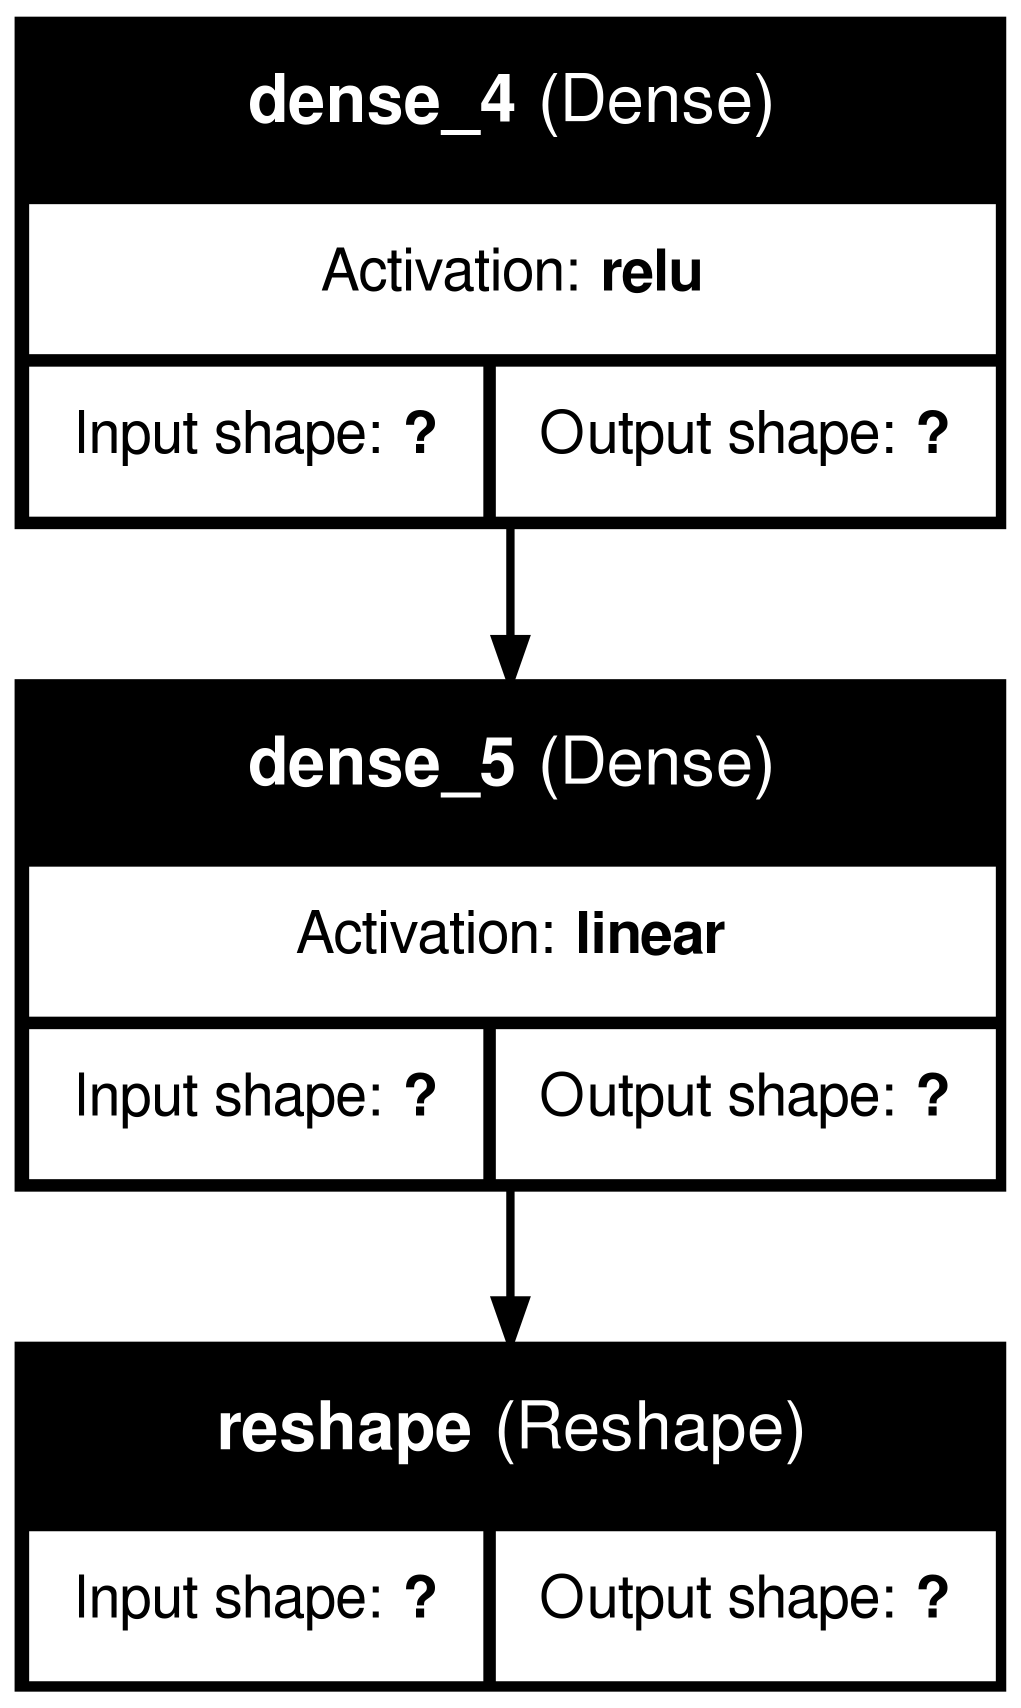 dense_4 (Dense)
Activation: relu
Input shape: ? Output shape: ?
dense_5 (Dense)
Activation: linear
Input shape: ? Output shape: ?
reshape (Reshape)
Input shape: ? Output shape: ?